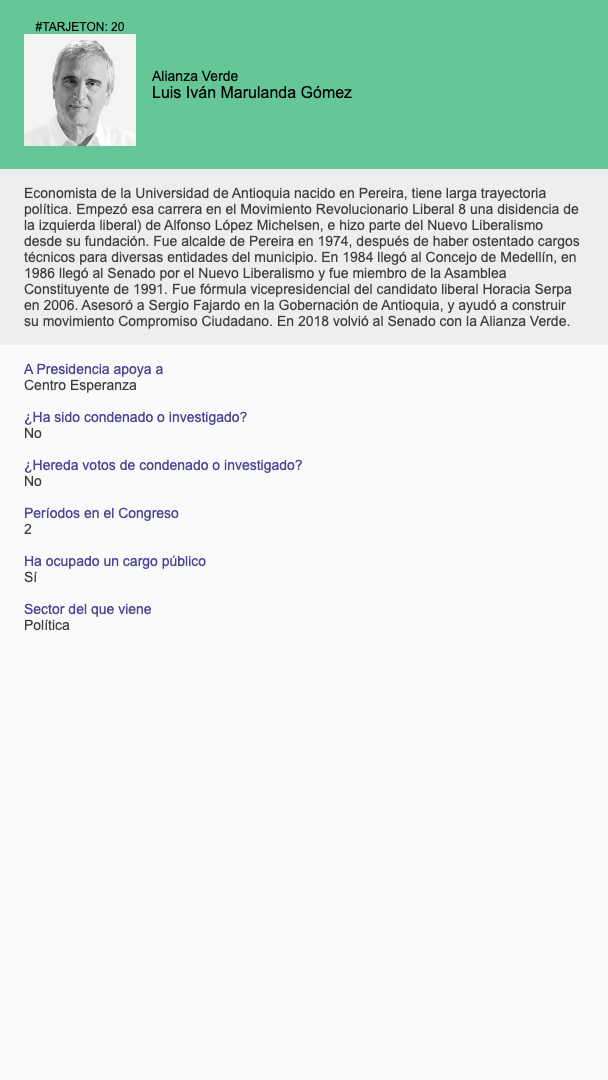 #TARJETON: 20
Alianza Verde
Luis Iván Marulanda Gómez
Economista de la Universidad de Antioquia nacido en Pereira, tiene larga trayectoria
política. Empezó esa carrera en el Movimiento Revolucionario Liberal 8 una disidencia de
la izquierda liberal) de Alfonso López Michelsen, e hizo parte del Nuevo Liberalismo
desde su fundación. Fue alcalde de Pereira en 1974, después de haber ostentado cargos
técnicos para diversas entidades del municipio. En 1984 llegó al Concejo de Medellín, en
1986 llegó al Senado por el Nuevo Liberalismo y fue miembro de la Asamblea
Constituyente de 1991. Fue fórmula vicepresidencial del candidato liberal Horacia Serpa
en 2006. Asesoró a Sergio Fajardo en la Gobernación de Antioquia, y ayudó a construir
su movimiento Compromiso Ciudadano. En 2018 volvió al Senado con la Alianza Verde.
A Presidencia apoya a
Centro Esperanza
¿Ha sido condenado o investigado?
No
¿Hereda votos de condenado o investigado?
No
Períodos en el Congreso
2
Ha ocupado un cargo público
Sí
Sector del que viene
Política